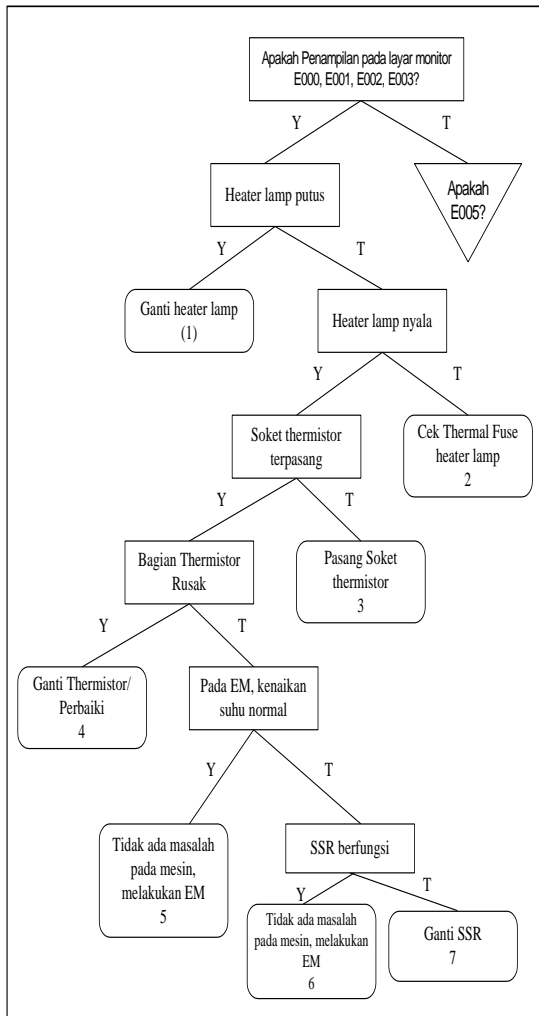 Apakah Penampilan pada layar monitor
E000, E001, E002, E003?
Y
T
Heater lamp putus
Apakah
E005?
Y
T
Ganti heater lamp
(1)
Heater lamp nyala
Y
T
Soket thermistor
terpasang
Cek Thermal Fuse
heater lamp
2
Y
T
Bagian Thermistor
Rusak
Pasang Soket
thermistor
3
Y
T
Ganti Thermistor/
Perbaiki
4
Pada EM, kenaikan
suhu normal
Y
T
Tidak ada masalah
pada mesin,
melakukan EM
5
SSR berfungsi
Y
T
Tidak ada masalah
pada mesin, melakukan
EM
6
Ganti SSR
7